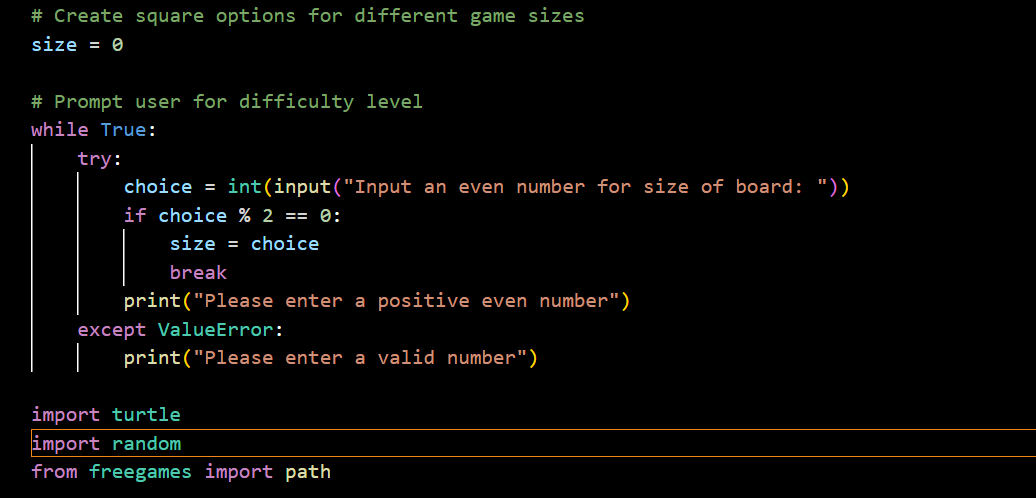 # Create square options for different game sizes
size = 0
# Prompt user for difficulty level
while True:
    try:
        choice = int(input("Input an even number for size of board: "))
        if choice % 2 == 0:
            size = choice
            break
        print("Please enter a positive even number")
    except ValueError:
        print("Please enter a valid number")
import turtle
import random
from freegames import path